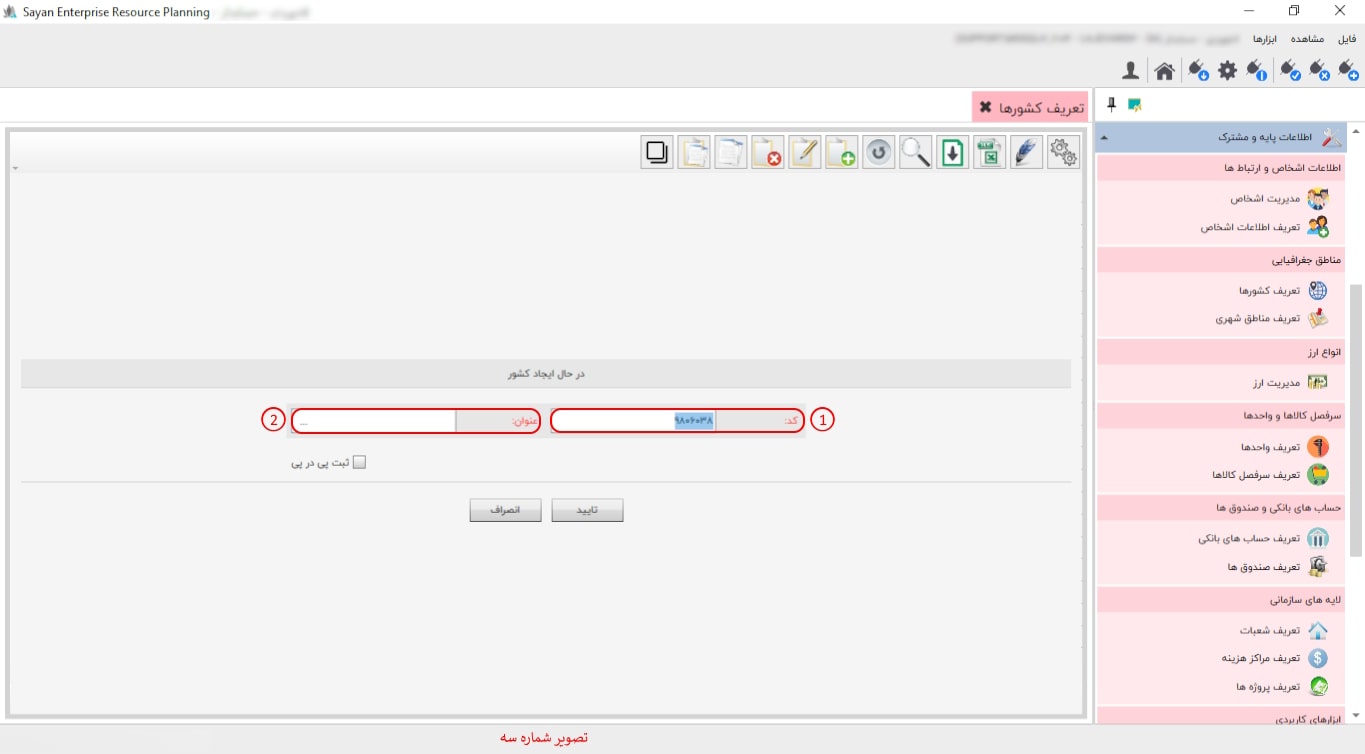 Sayan Enterprise Resource Planning
فایل مشاهده ابزارها
تعریف کشورها
اطلاعات پایه و مشترک
اطلاعات اشخاص و ارتباط ها
مدیریت اشخاص
تعریف اطلاعات اشخاص
مناطق جغرافیایی
تعریف کشورها
تعریف مناطق شهری
انواع ارز
مدیریت ارز
سرفصل کالاها و واحدها
تعریف واحدها
تعریف سرفصل کالاها
حساب های بانکی و صندوق ها
تعریف حساب های بانکی
تعریف صندوق ها
لایه های سازمانی
تعریف شعبات
تعریف مراکز هزینه
تعریف پروژه ها
ابزارهای کاربردی
در حال ایجاد کشور
1 کد: ۹۸۰۶۰۳۸
عنوان: ... 2
ثبت پی در پی
تایید انصراف
تصویر شماره سه